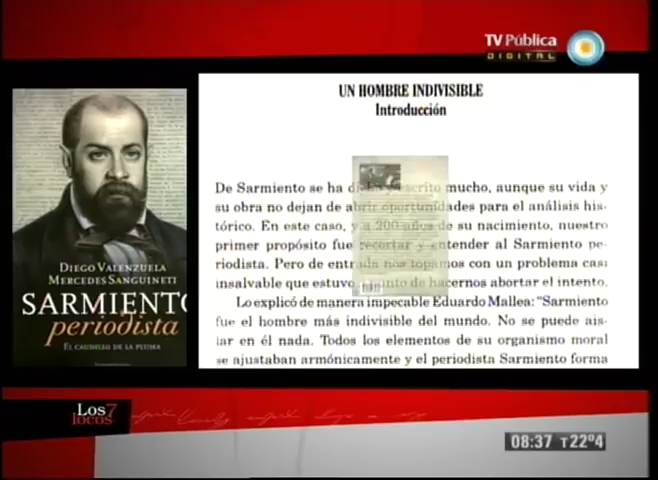 TV Pública
DIGITAL
DIEGO VALENZUELA
MERCEDES SANGUINETI
SARMIENTO
periodista
EL CAUDILLO DE LA PLUMA
UN HOMBRE INDIVISIBLE
Introducción
De Sarmiento se ha dicho y escrito mucho, aunque su vida y
su obra no dejan de abrir oportunidades para el análisis his-
tórico. En este caso, y a 200 años de su nacimiento, nuestro
primer propósito fue recortar y entender al Sarmiento pe-
riodista. Pero de entrada nos topamos con un problema casi
insalvable que estuvo a punto de hacernos abortar el intento.
Lo explicó de manera impecable Eduardo Mallea: "Sarmiento
fue el hombre más indivisible del mundo. No se puede ais-
lar en él nada. Todos los elementos de su organismo moral
se ajustaban armónicamente y el periodista Sarmiento forma
Los 7
locos
08:37 T22°4